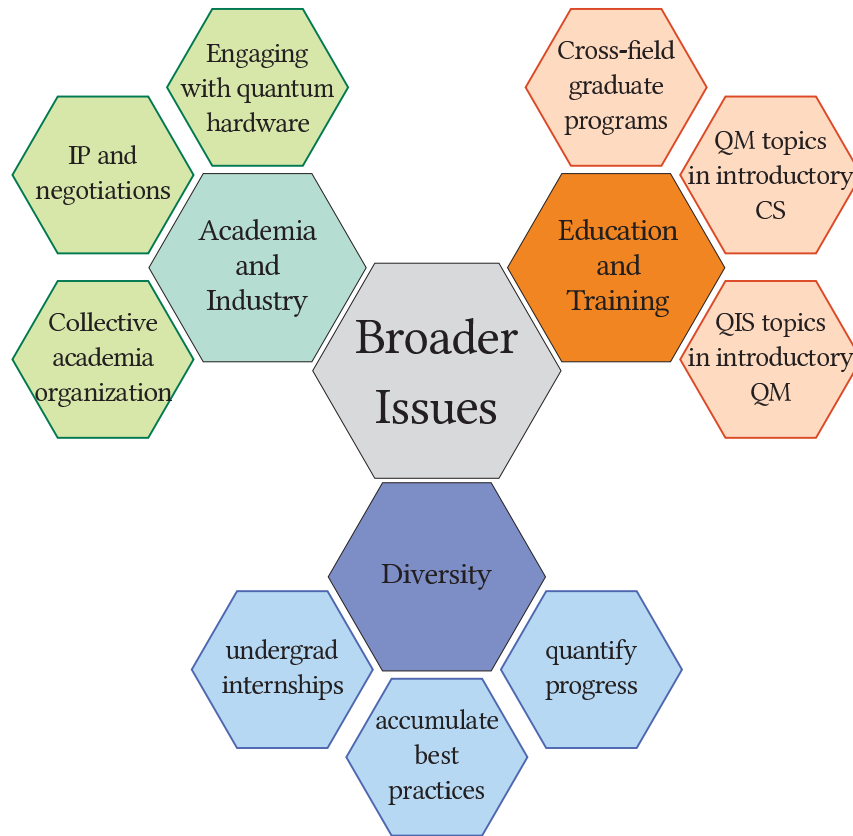 Engaging
with quantum
hardware
IP and
negotiations
Collective
academia
organization
Academia
and
Industry
Cross-field
graduate
programs
QM topics
in introductory
CS
QIS topics
in introductory
QM
Education
and
Training
Broader
Issues
Diversity
undergrad
internships
accumulate
best
practices
quantify
progress